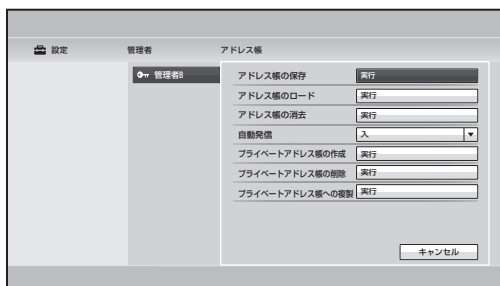 設定 管理者 アドレス帳
管理者8
アドレス帳の保存 実行
アドレス帳のロード 実行
アドレス帳の消去 実行
自動発信 入
プライベートアドレス帳の作成 実行
プライベートアドレス帳の削除 実行
プライベートアドレス帳への複製 実行
キャンセル